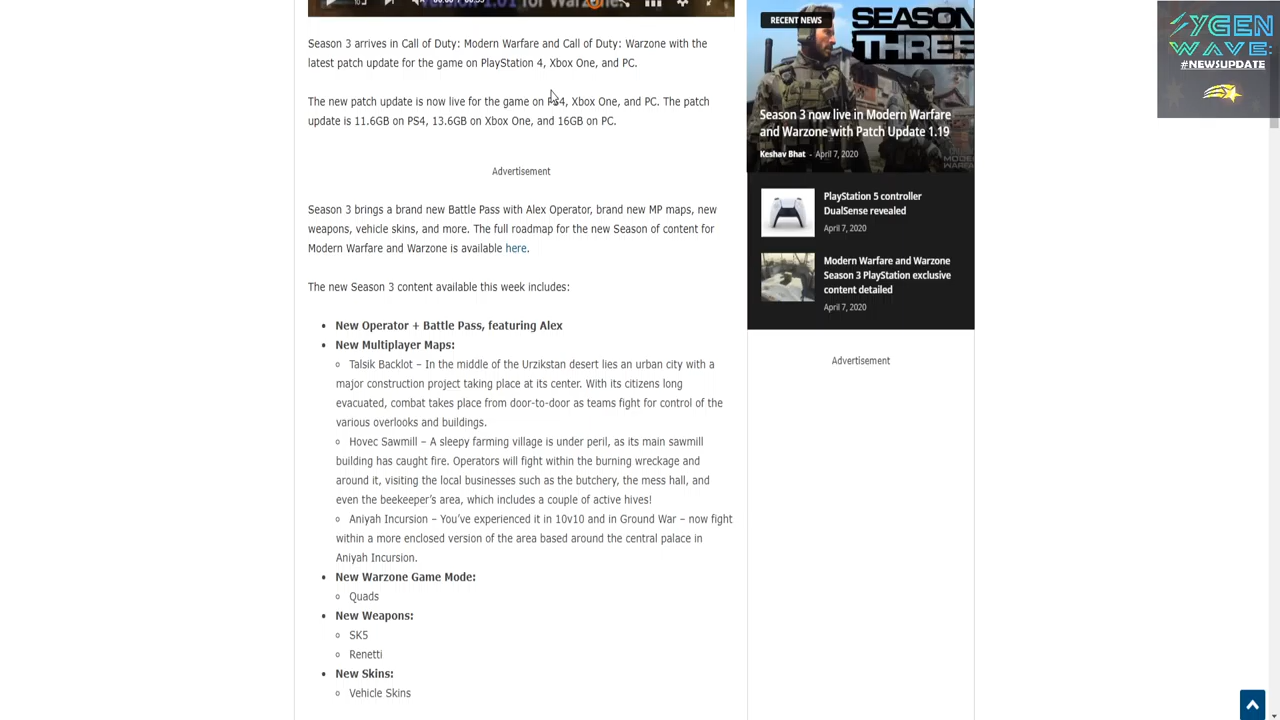 Season 3 arrives in Call of Duty: Modern Warfare and Call of Duty: Warzone with the
latest patch update for the game on PlayStation 4, Xbox One, and PC.
The new patch update is now live for the game on PS4, Xbox One, and PC. The patch
update is 11.6GB on PS4, 13.6GB on Xbox One, and 16GB on PC.
Advertisement
Season 3 brings a brand new Battle Pass with Alex Operator, brand new MP maps, new
weapons, vehicle skins, and more. The full roadmap for the new Season of content for
Modern Warfare and Warzone is available here.
The new Season 3 content available this week includes:
• New Operator + Battle Pass, featuring Alex
• New Multiplayer Maps:
○ Talsik Backlot – In the middle of the Urzikstan desert lies an urban city with a
major construction project taking place at its center. With its citizens long
evacuated, combat takes place from door-to-door as teams fight for control of the
various overlooks and buildings.
○ Hovec Sawmill – A sleepy farming village is under peril, as its main sawmill
building has caught fire. Operators will fight within the burning wreckage and
around it, visiting the local businesses such as the butchery, the mess hall, and
even the beekeeper's area, which includes a couple of active hives!
○ Aniyah Incursion – You've experienced it in 10v10 and in Ground War – now fight
within a more enclosed version of the area based around the central palace in
Aniyah Incursion.
• New Warzone Game Mode:
○ Quads
• New Weapons:
○ SK5
○ Renetti
• New Skins:
○ Vehicle Skins
RECENT NEWS
SEASON
THREE
Season 3 now live in Modern Warfare
and Warzone with Patch Update 1.19
Keshav Bhat - April 7, 2020
PlayStation 5 controller
DualSense revealed
April 7, 2020
Modern Warfare and Warzone
Season 3 PlayStation exclusive
content detailed
April 7, 2020
Advertisement
XYGEN
WAVE
#NEWSUPDATE